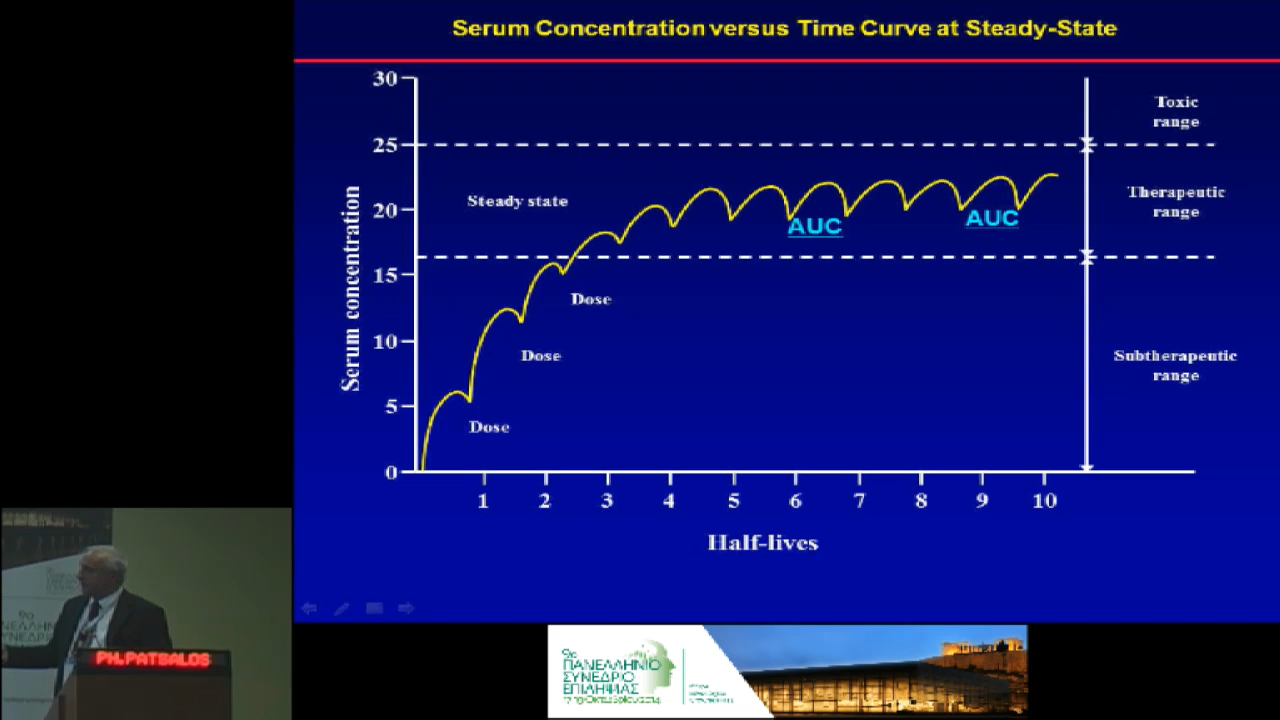 Serum Concentration versus Time Curve at Steady-State
30
25
20
15
10
5
0
Serum concentration
Steady state
Dose
Dose
Dose
AUC
AUC
Toxic
range
Therapeutic
range
Subtherapeutic
range
1 2 3 4 5 6 7 8 9 10
Half-lives
PH.PATSALOS
9ο
ΠΑΝΕΛΛΗΝΙΟ
ΣΥΝΕΔΡΙΟ
ΕΠΙΛΗΨΙΑΣ